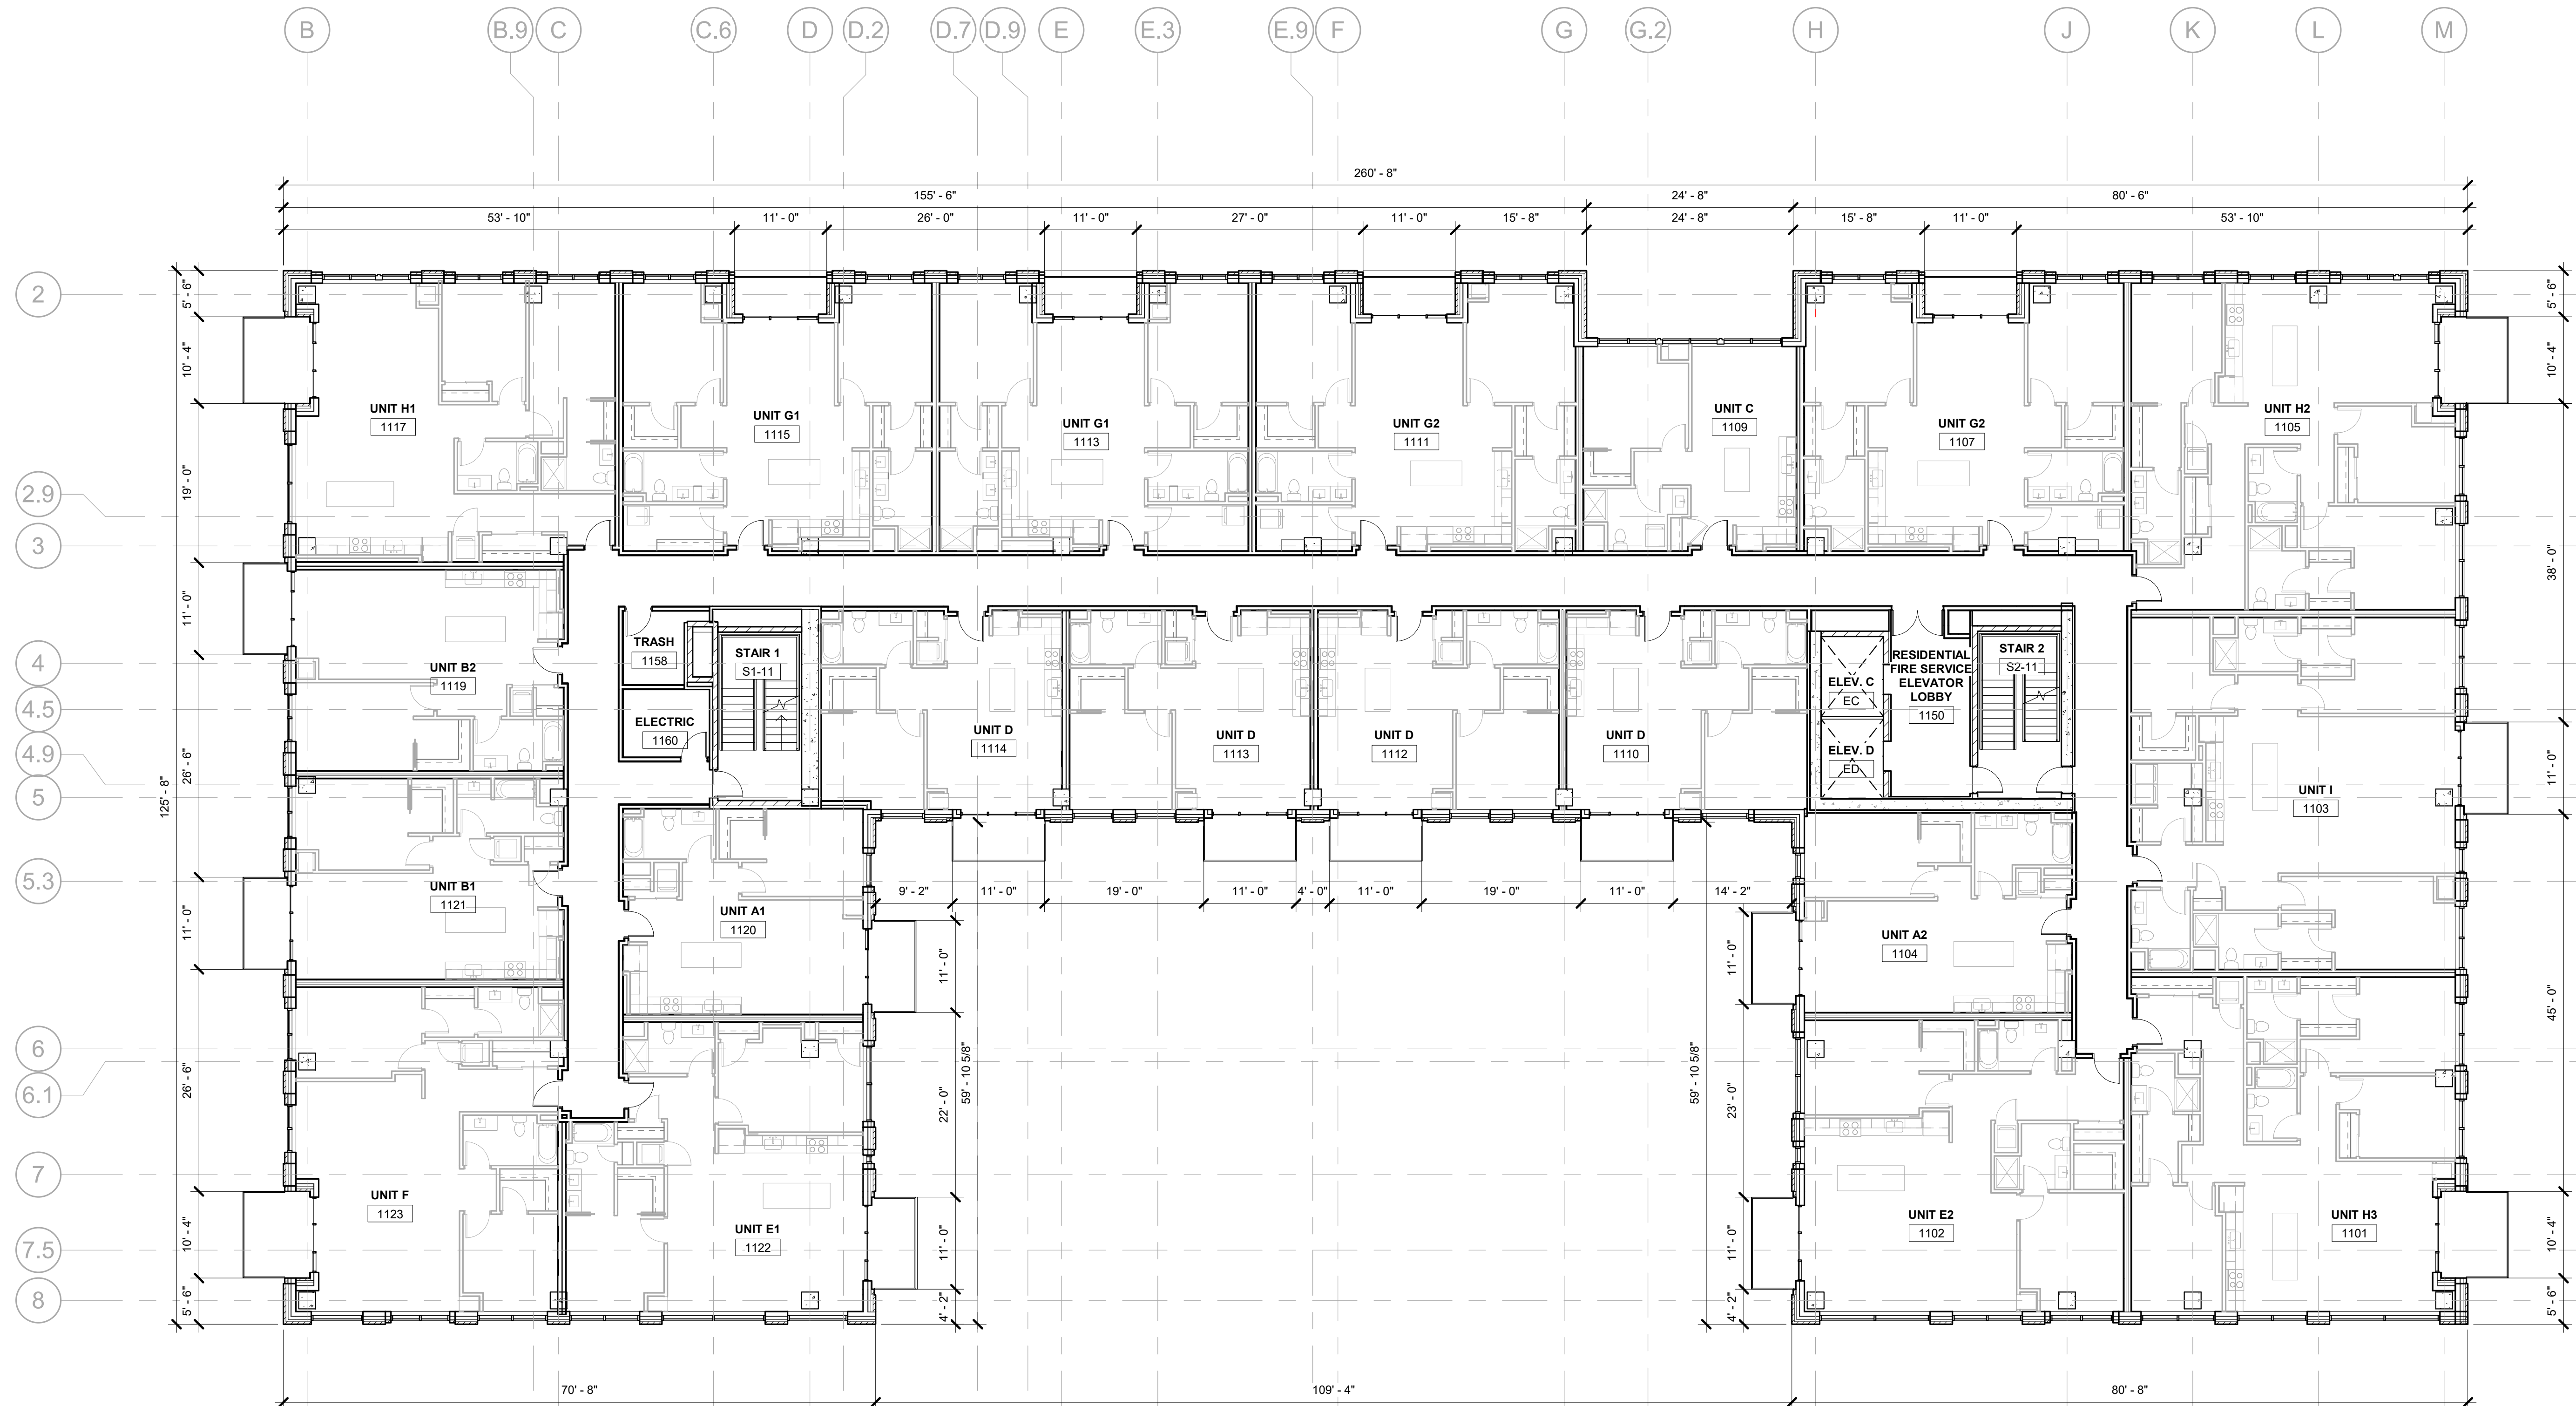 B B.9 C C.6 D D.2 D.7 D.9 E E.3 E.9 F G G.2 H J K L M
260' - 8"
155' - 6" 24' - 8" 80' - 6"
53' - 10" 11' - 0" 26' - 0" 11' - 0" 27' - 0" 11' - 0" 15' - 8" 24' - 8" 15' - 8" 11' - 0" 53' - 10"
2
2.9
3
4
4.5
4.9
5
5.3
6
6.1
7
7.5
8
125' - 8"
5' - 6"
10' - 4"
19' - 0"
11' - 0"
26' - 6"
11' - 0"
26' - 6"
10' - 4"
5' - 6"
UNIT H1
1117
UNIT G1
1115
UNIT G1
1113
UNIT G2
1111
UNIT C
1109
UNIT G2
1107
UNIT H2
1105
5' - 6"
10' - 4"
38' - 0"
11' - 0"
45' - 0"
10' - 4"
5' - 6"
UNIT B2
1119
TRASH
1158
STAIR 1
S1-11
ELECTRIC
1160
UNIT D
1114
UNIT D
1113
UNIT D
1112
UNIT D
1110
ELEV. C
EC
ELEV. D
ED
RESIDENTIAL
FIRE SERVICE
ELEVATOR
LOBBY
1150
STAIR 2
S2-11
UNIT I
1103
UNIT B1
1121
UNIT A1
1120
9' - 2" 11' - 0" 19' - 0" 11' - 0" 4' - 0" 11' - 0" 19' - 0" 11' - 0" 14' - 2"
UNIT A2
1104
11' - 0"
22' - 0"
11' - 0"
4' - 2"
59' - 10 5/8"
59' - 10 5/8"
11' - 0"
23' - 0"
11' - 0"
4' - 2"
UNIT F
1123
UNIT E1
1122
UNIT E2
1102
UNIT H3
1101
70' - 8" 109' - 4" 80' - 8"